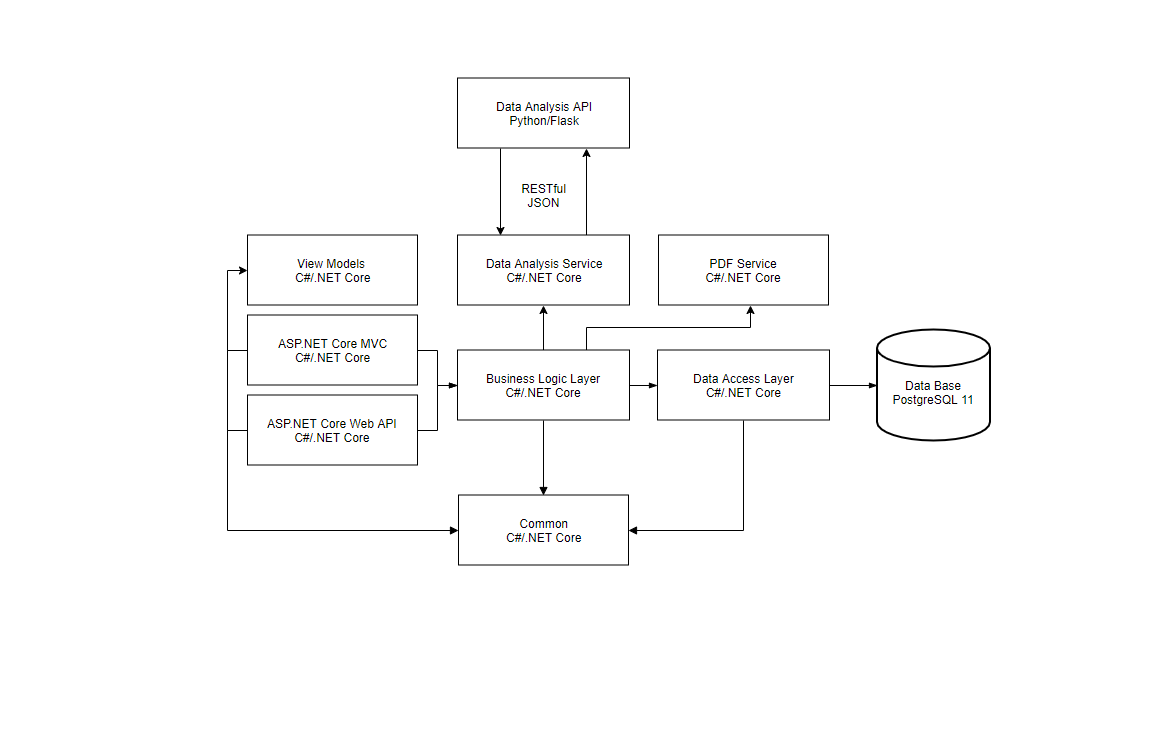 Data Analysis API
Python/Flask
RESTful
JSON
View Models
C#/.NET Core
Data Analysis Service
C#/.NET Core
PDF Service
C#/.NET Core
ASP.NET Core MVC
C#/.NET Core
ASP.NET Core Web API
C#/.NET Core
Business Logic Layer
C#/.NET Core
Data Access Layer
C#/.NET Core
Data Base
PostgreSQL 11
Common
C#/.NET Core